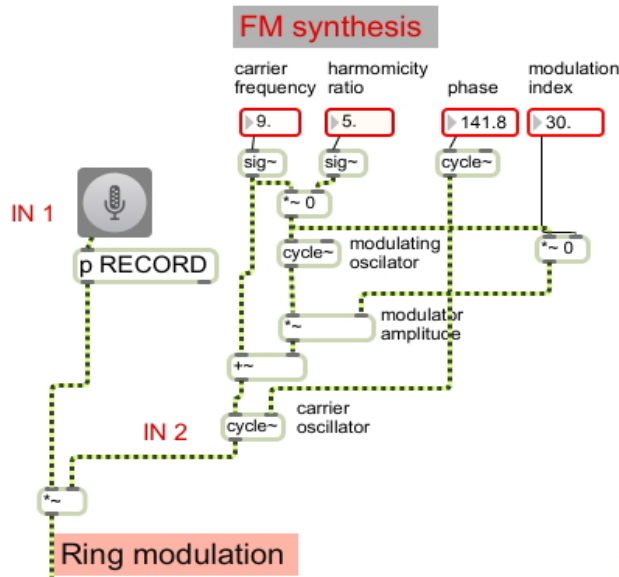 FM synthesis
carrier
frequency
harmomicity
ratio
phase
modulation
index
9.
5.
141.8
30.
sig~
sig~
cycle~
IN 1
*~ 0
p RECORD
cycle~
modulating
oscilator
*~ 0
*~
modulator
amplitude
+~
IN 2
cycle~
carrier
oscillator
*~
Ring modulation